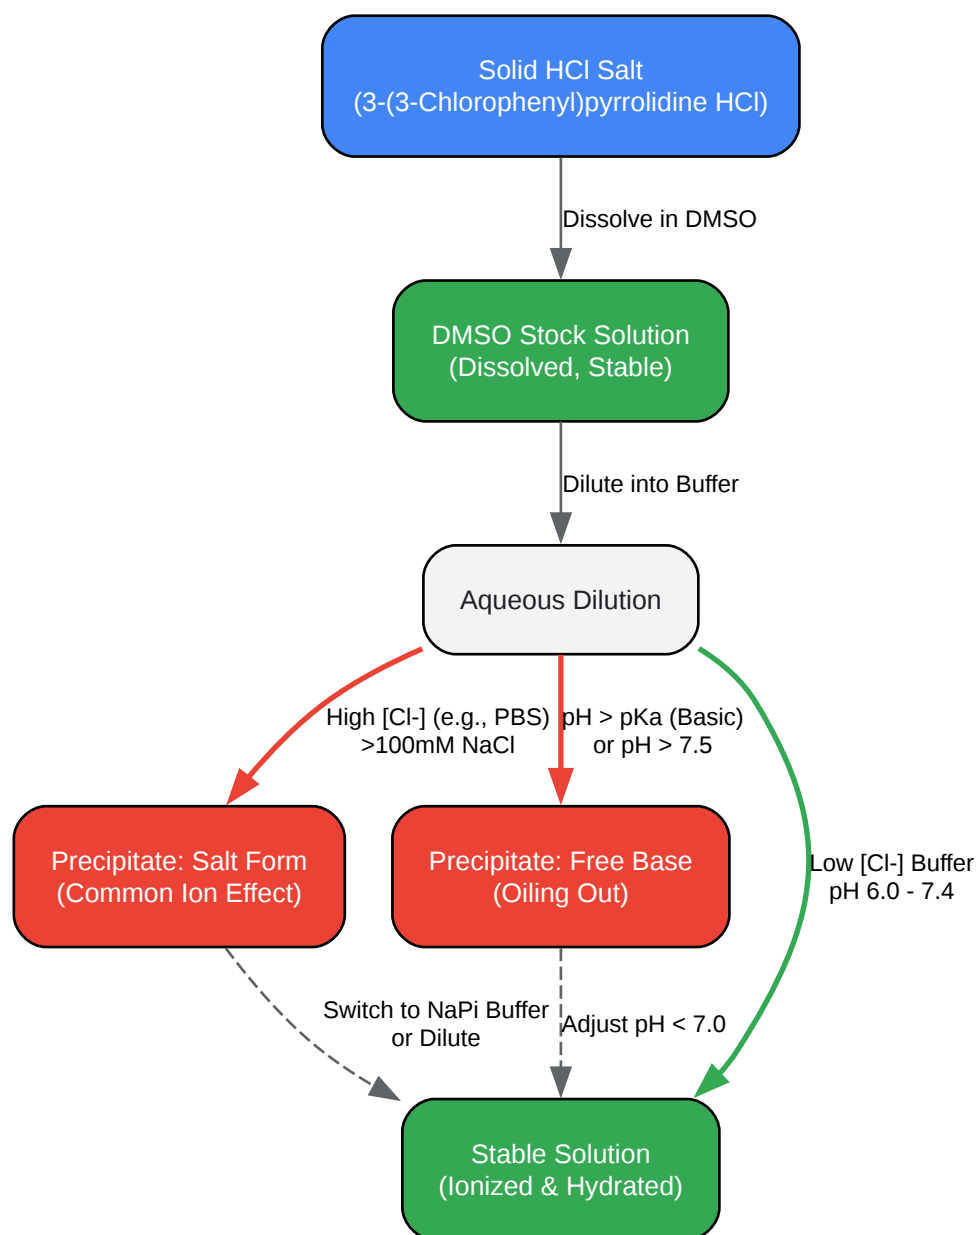 Solid HCl Salt
(3-(3-Chlorophenyl)pyrrolidine HCl)
Dissolve in DMSO
DMSO Stock Solution
(Dissolved, Stable)
Dilute into Buffer
Aqueous Dilution
High [Cl-] (e.g., PBS)
>100mM NaCl
pH > pKa (Basic)
or pH > 7.5
Precipitate: Salt Form
(Common Ion Effect)
Precipitate: Free Base
(Oiling Out)
Low [Cl-] Buffer
pH 6.0 - 7.4
Switch to NaPi Buffer
or Dilute
Adjust pH < 7.0
Stable Solution
(Ionized & Hydrated)